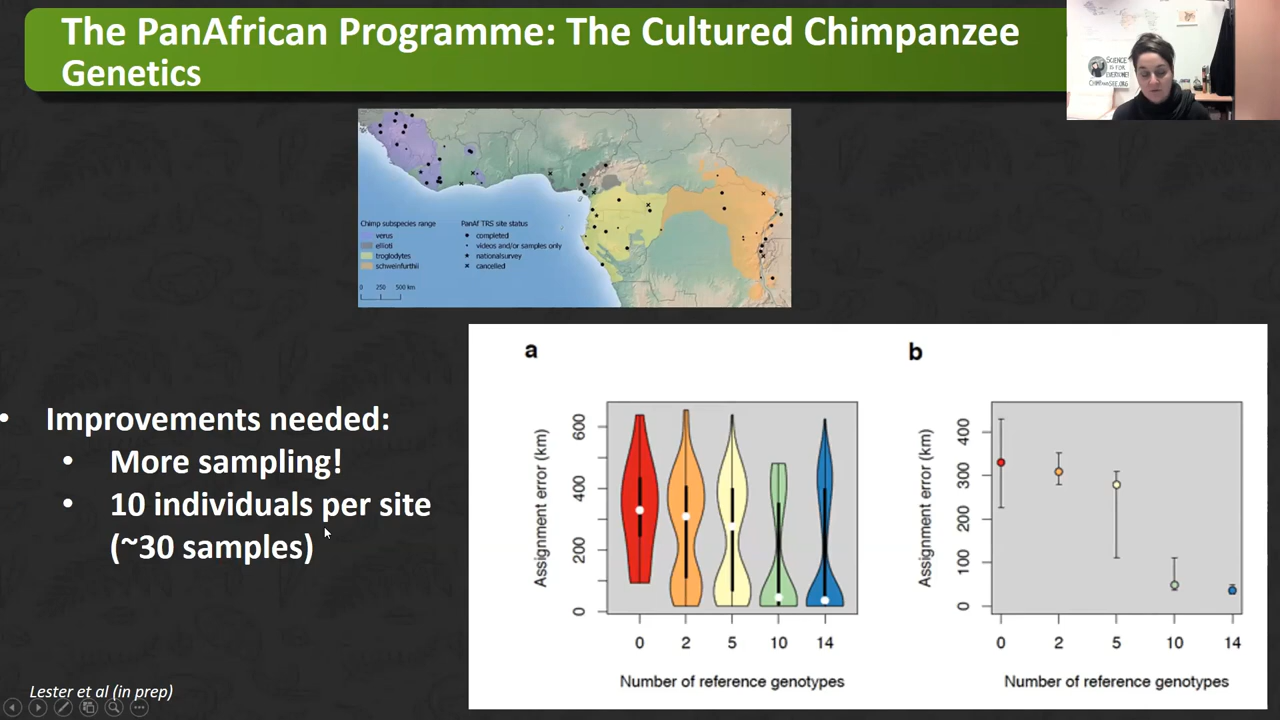 The PanAfrican Programme: The Cultured Chimpanzee
Genetics
SCIENCE
IS FOR
EVERYONE!
CHIMPANDSEE.ORG
Chimp subspecies range
verus
ellioti
troglodytes
schweinfurthii
0 250 500 km
PanAf TRS site status
completed
videos and/or samples only
nationalsurvey
cancelled
• Improvements needed:
• More sampling!
• 10 individuals per site
(~30 samples)
a
Assignment error (km)
600
400
200
0
0 2 5 10 14
Number of reference genotypes
b
Assignment error (km)
400
300
200
100
0
0 2 5 10 14
Number of reference genotypes
Lester et al (in prep)